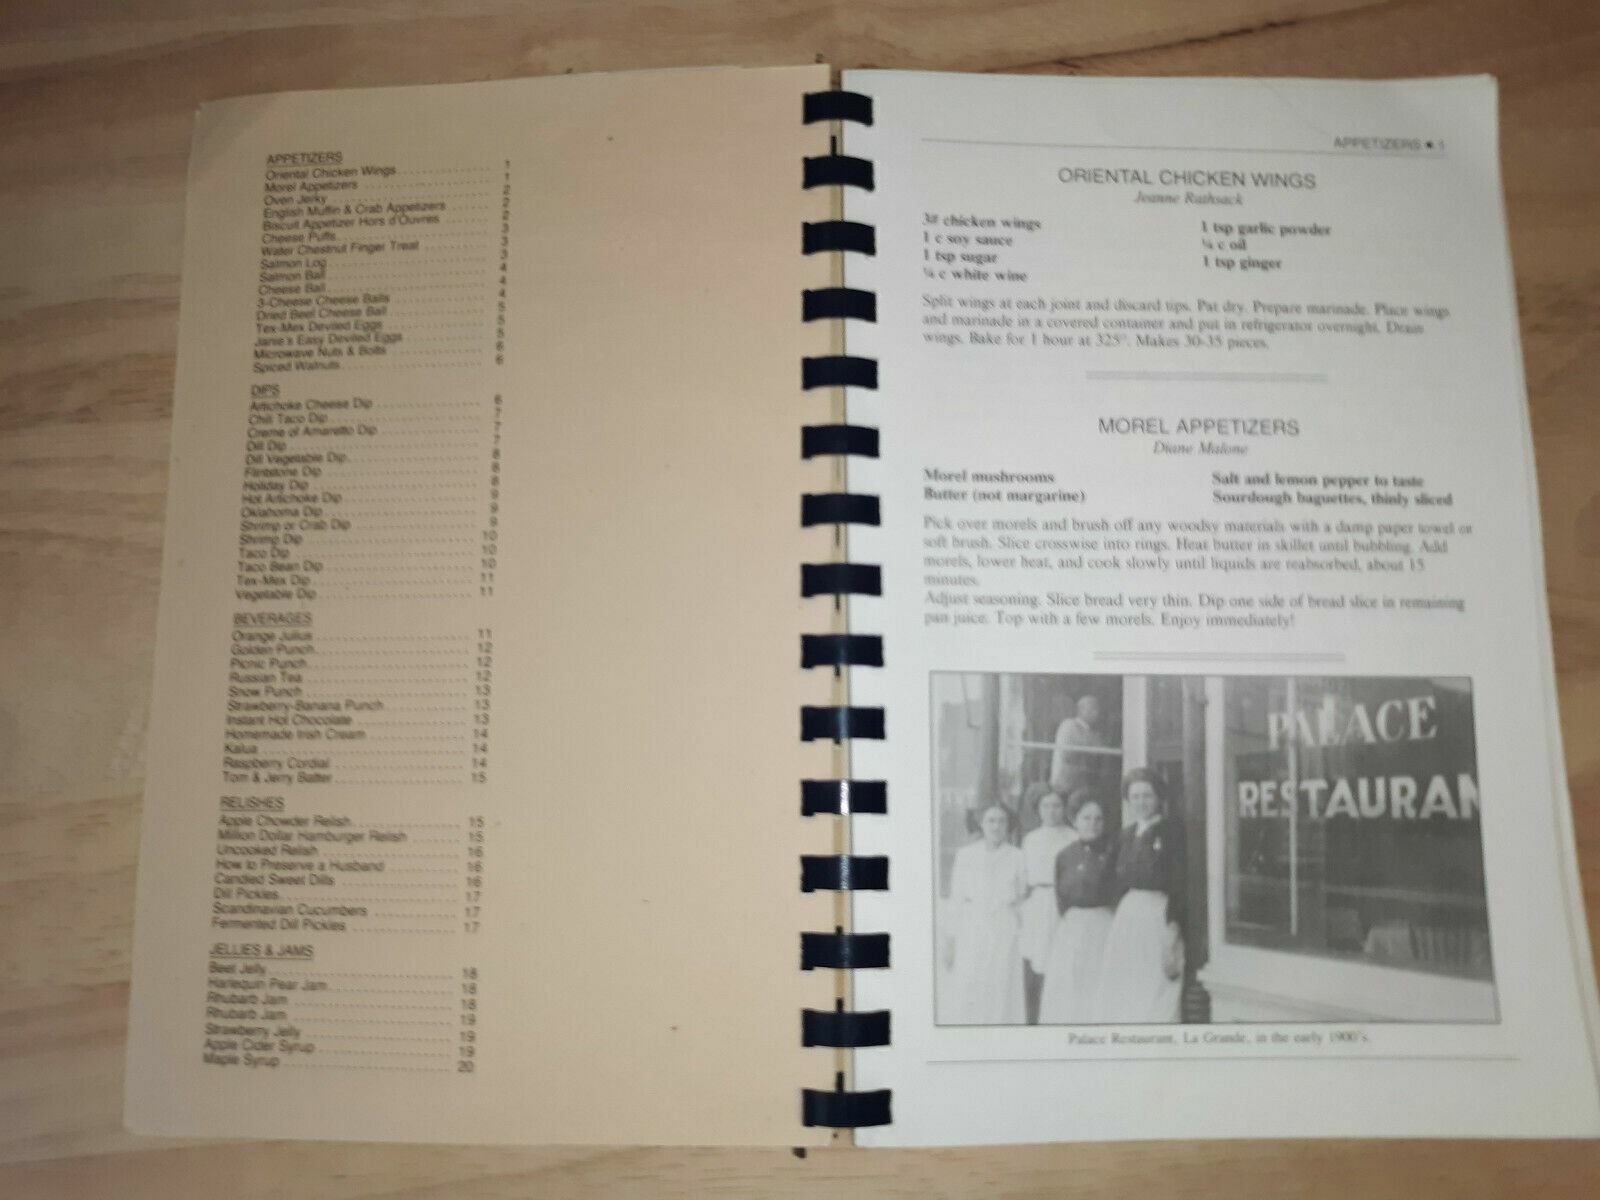 APPETIZERS
Oriental Chicken Wings 1
Morel Appetizers 1
Oven Jerky 2
English Muffin & Crab Appetizers 2
Biscuit Appetizer Hors d'Ouvres 2
Cheese Puffs 3
Water Chestnut Finger Treat 3
Salmon Log 3
Salmon Ball 4
Cheese Ball 4
3-Cheese Cheese Balls 4
Dried Beef Cheese Ball 5
Tex-Mex Deviled Eggs 5
Janie's Easy Deviled Eggs 5
Microwave Nuts & Bolts 6
Spiced Walnuts 6
DIPS
Artichoke Cheese Dip 6
Chili Taco Dip 7
Creme of Amaretto Dip 7
Dill Dip 7
Dill Vegetable Dip 8
Flintstone Dip 8
Holiday Dip 8
Hot Artichoke Dip 9
Oklahoma Dip 9
Shrimp or Crab Dip 9
Shrimp Dip 10
Taco Dip 10
Taco Bean Dip 10
Tex-Mex Dip 11
Vegetable Dip 11
BEVERAGES
Orange Julius 11
Golden Punch 12
Picnic Punch 12
Russian Tea 12
Snow Punch 13
Strawberry-Banana Punch 13
Instant Hot Chocolate 13
Homemade Irish Cream 14
Kalua 14
Raspberry Cordial 14
Tom & Jerry Batter 15
RELISHES
Apple Chowder Relish 15
Million Dollar Hamburger Relish 15
Uncooked Relish 16
How to Preserve a Husband 16
Candied Sweet Dills 16
Dill Pickles 17
Scandinavian Cucumbers 17
Fermented Dill Pickles 17
JELLIES & JAMS
Beet Jelly 18
Harlequin Pear Jam 18
Rhubarb Jam 18
Rhubarb Jam 19
Strawberry Jelly 19
Apple Cider Syrup 19
Maple Syrup 20
APPETIZERS ★ 1
ORIENTAL CHICKEN WINGS
Jeanne Rathsack
3# chicken wings 1 tsp garlic powder
1 c soy sauce ¼ c oil
1 tsp sugar 1 tsp ginger
¼ c white wine
Split wings at each joint and discard tips. Pat dry. Prepare marinade. Place wings
and marinade in a covered container and put in refrigerator overnight. Drain
wings. Bake for 1 hour at 325°. Makes 30-35 pieces.
MOREL APPETIZERS
Diane Malone
Morel mushrooms Salt and lemon pepper to taste
Butter (not margarine) Sourdough baguettes, thinly sliced
Pick over morels and brush off any woodsy materials with a damp paper towel or
soft brush. Slice crosswise into rings. Heat butter in skillet until bubbling. Add
morels, lower heat, and cook slowly until liquids are reabsorbed, about 15
minutes.
Adjust seasoning. Slice bread very thin. Dip one side of bread slice in remaining
pan juice. Top with a few morels. Enjoy immediately!
PALACE
RESTAURAN
Palace Restaurant, La Grande, in the early 1900's.